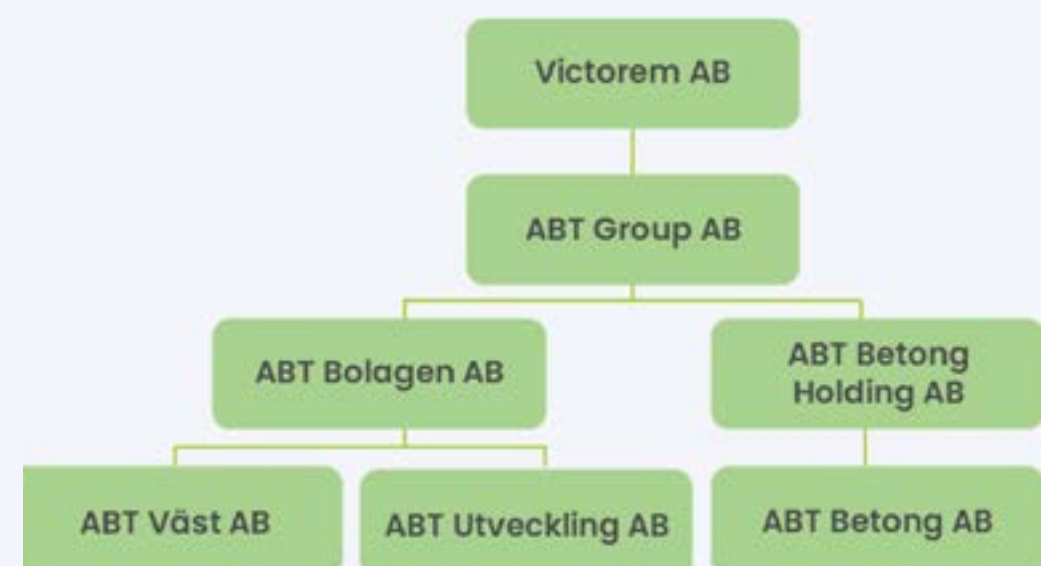 Victorem AB
ABT Group AB
ABT Bolagen AB
ABT Betong
Holding AB
ABT Väst AB
ABT Utveckling AB
ABT Betong AB